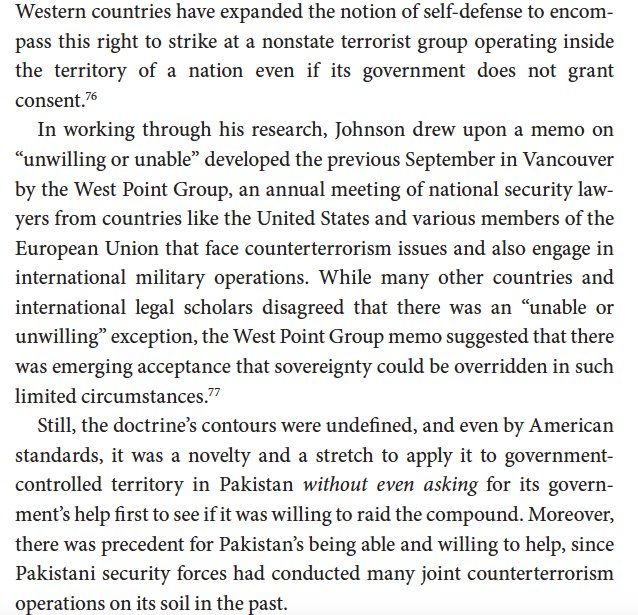 Western countries have expanded the notion of self-defense to encom-
pass this right to strike at a nonstate terrorist group operating inside
the territory of a nation even if its government does not grant
consent.76
In working through his research, Johnson drew upon a memo on
“unwilling or unable” developed the previous September in Vancouver
by the West Point Group, an annual meeting of national security law-
yers from countries like the United States and various members of the
European Union that face counterterrorism issues and also engage in
international military operations. While many other countries and
international legal scholars disagreed that there was an “unable or
unwilling” exception, the West Point Group memo suggested that there
was emerging acceptance that sovereignty could be overridden in such
limited circumstances.77
Still, the doctrine’s contours were undefined, and even by American
standards, it was a novelty and a stretch to apply it to government-
controlled territory in Pakistan without even asking for its govern-
ment’s help first to see if it was willing to raid the compound. Moreover,
there was precedent for Pakistan’s being able and willing to help, since
Pakistani security forces had conducted many joint counterterrorism
operations on its soil in the past.